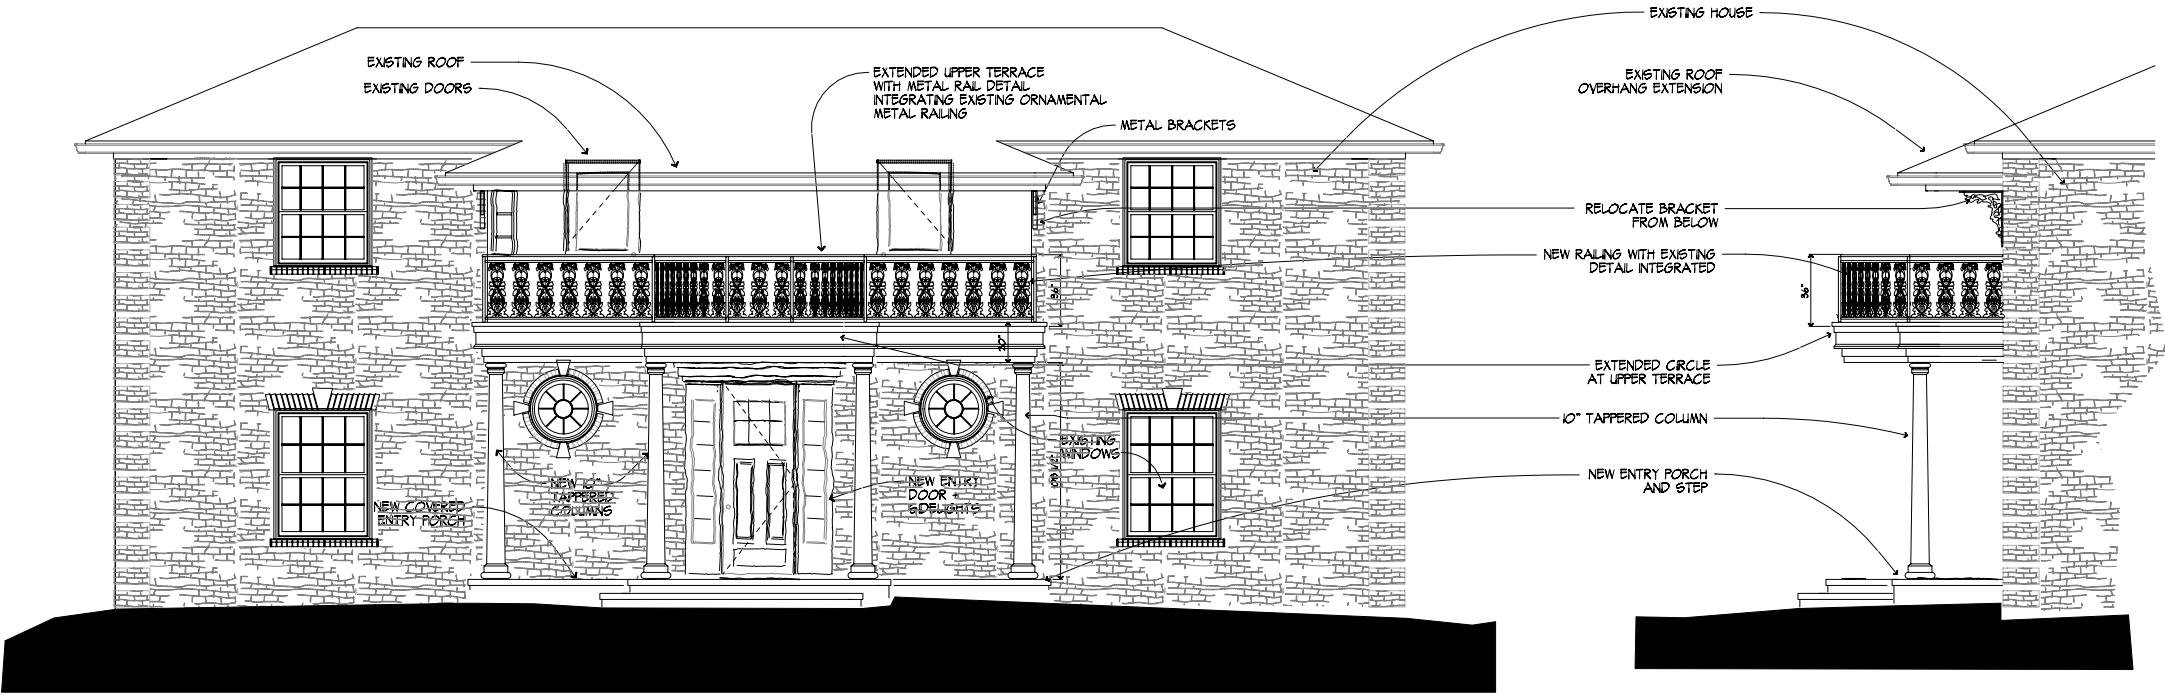 EXISTING HOUSE
EXISTING ROOF
EXISTING DOORS
EXTENDED UPPER TERRACE
WITH METAL RAIL DETAIL
INTEGRATING EXISTING ORNAMENTAL
METAL RAILING
METAL BRACKETS
EXISTING ROOF
OVERHANG EXTENSION
RELOCATE BRACKET
FROM BELOW
NEW RAILING WITH EXISTING
DETAIL INTEGRATED
36"
36"
20"
EXTENDED CIRCLE
AT UPPER TERRACE
10" TAPPERED COLUMN
EXISTING
WINDOWS
NEW ENTRY PORCH
AND STEP
NEW 10"
TAPPERED
COLUMNS
NEW ENTRY
DOOR +
SIDELIGHTS
NEW COVERED
ENTRY PORCH